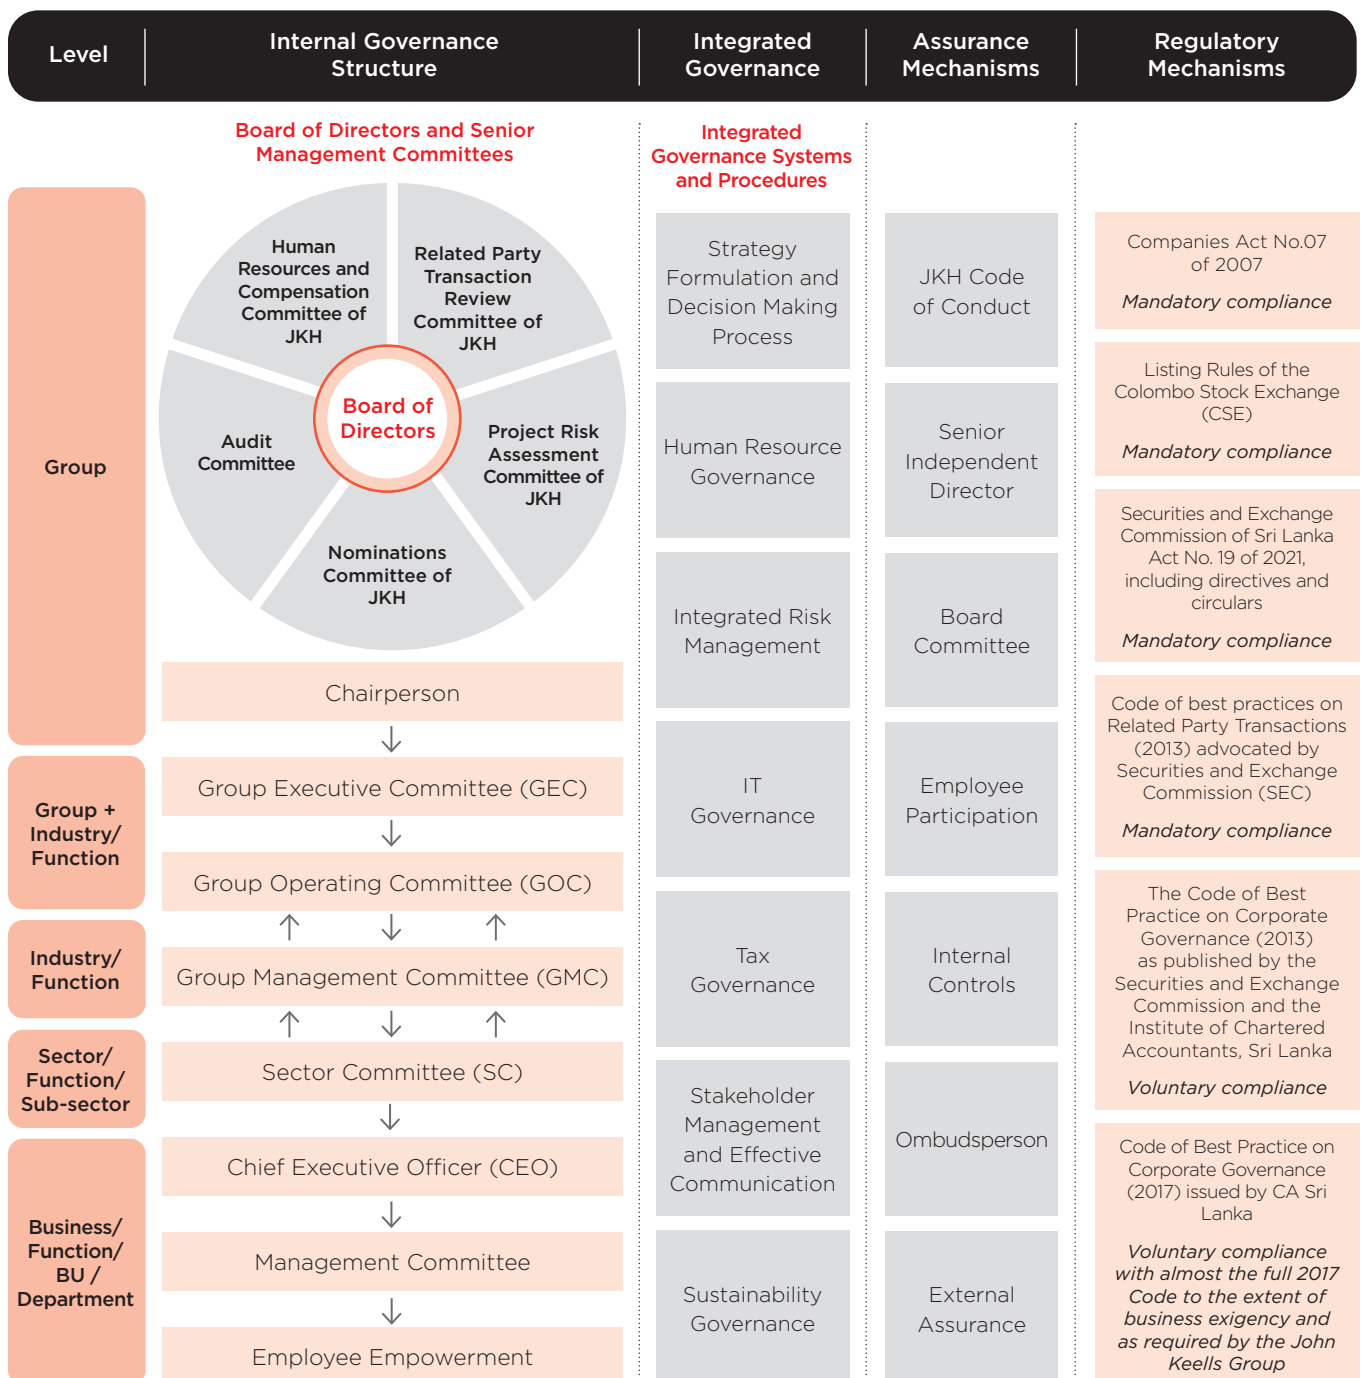 Level
Internal Governance
Structure
Integrated
Governance
Assurance
Mechanisms
Regulatory
Mechanisms
Group
Group +
Industry/
Function
Industry/
Function
Sector/
Function/
Sub-sector
Business/
Function/
BU /
Department
Board of Directors and Senior
Management Committees
Human
Resources and
Compensation
Committee of
JKH
Related Party
Transaction
Review
Committee of
JKH
Board of
Directors
Audit
Committee
Project Risk
Assessment
Committee of
JKH
Nominations
Committee of
JKH
Chairperson
Group Executive Committee (GEC)
Group Operating Committee (GOC)
Group Management Committee (GMC)
Sector Committee (SC)
Chief Executive Officer (CEO)
Management Committee
Employee Empowerment
Integrated
Governance Systems
and Procedures
Strategy
Formulation and
Decision Making
Process
Human Resource
Governance
Integrated Risk
Management
IT
Governance
Tax
Governance
Stakeholder
Management
and Effective
Communication
Sustainability
Governance
JKH Code
of Conduct
Senior
Independent
Director
Board
Committee
Employee
Participation
Internal
Controls
Ombudsperson
External
Assurance
Companies Act No.07
of 2007
Mandatory compliance
Listing Rules of the
Colombo Stock Exchange
(CSE)
Mandatory compliance
Securities and Exchange
Commission of Sri Lanka
Act No. 19 of 2021,
including directives and
circulars
Mandatory compliance
Code of best practices on
Related Party Transactions
(2013) advocated by
Securities and Exchange
Commission (SEC)
Mandatory compliance
The Code of Best
Practice on Corporate
Governance (2013)
as published by the
Securities and Exchange
Commission and the
Institute of Chartered
Accountants, Sri Lanka
Voluntary compliance
Code of Best Practice on
Corporate Governance
(2017) issued by CA Sri
Lanka
Voluntary compliance
with almost the full 2017
Code to the extent of
business exigency and
as required by the John
Keells Group